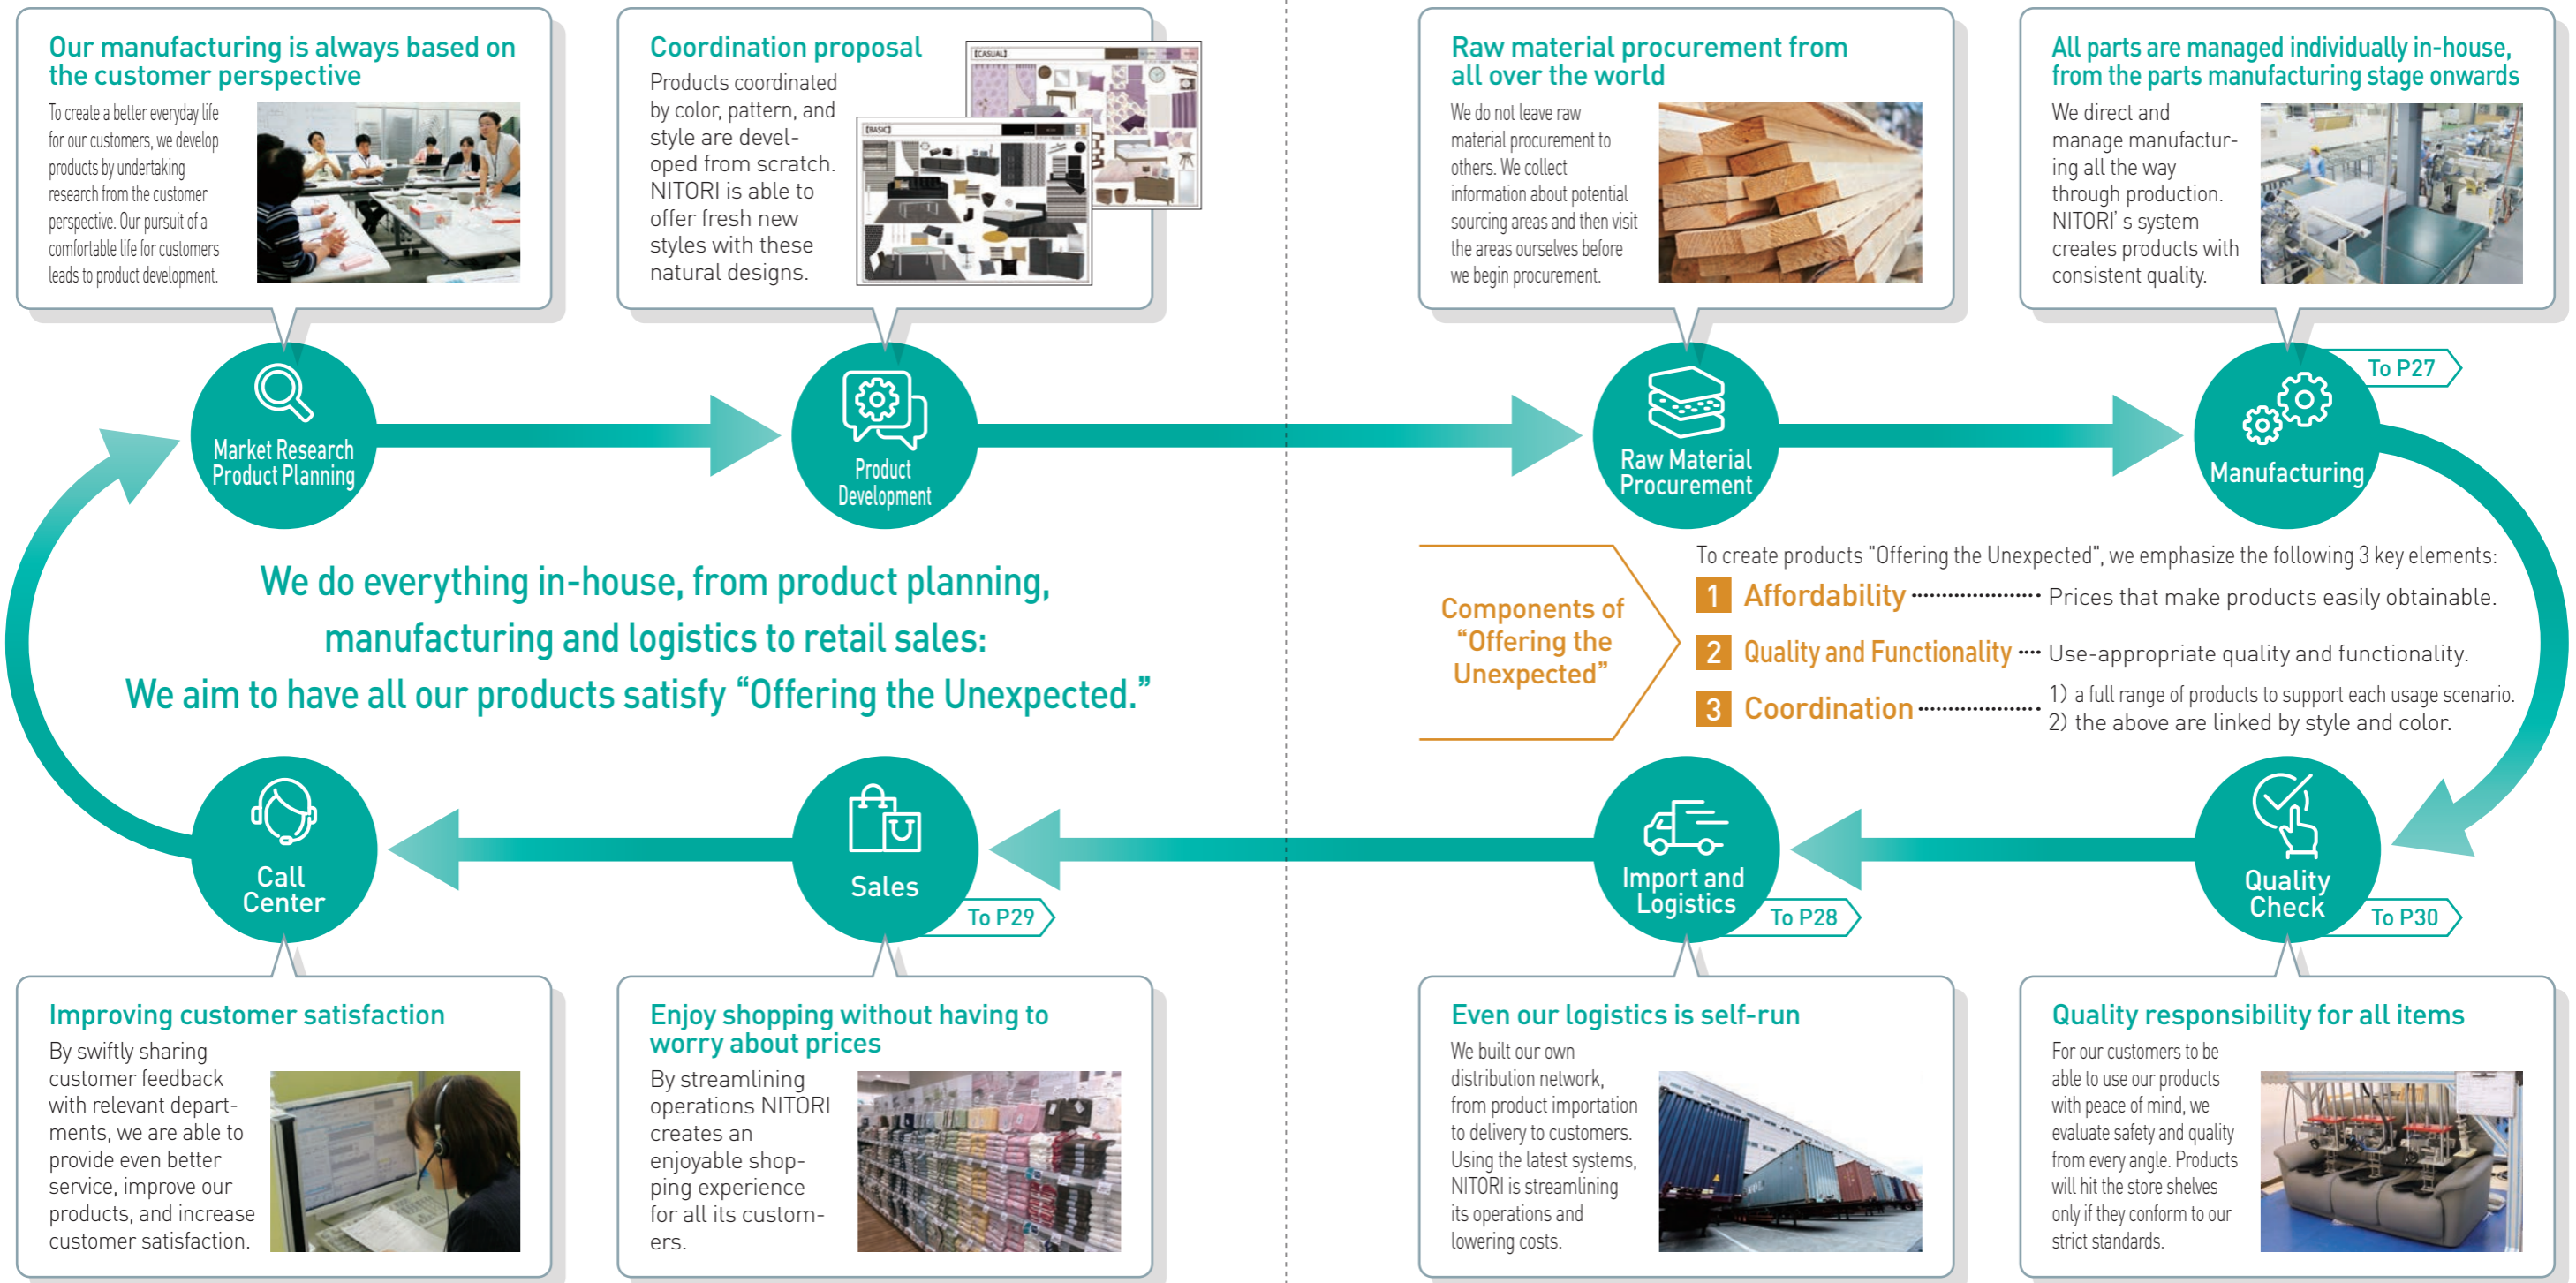 Our manufacturing is always based on
the customer perspective
To create a better everyday life
for our customers, we develop
products by undertaking
research from the customer
perspective. Our pursuit of a
comfortable life for customers
leads to product development.
Coordination proposal
Products coordinated
by color, pattern, and
style are devel-
oped from scratch.
NITORI is able to
offer fresh new
styles with these
natural designs.
[CASUAL]
[BASIC]
Raw material procurement from
all over the world
We do not leave raw
material procurement to
others. We collect
information about potential
sourcing areas and then visit
the areas ourselves before
we begin procurement.
All parts are managed individually in-house,
from the parts manufacturing stage onwards
We direct and
manage manufactur-
ing all the way
through production.
NITORI's system
creates products with
consistent quality.
Market Research
Product Planning
Product
Development
Raw Material
Procurement
Manufacturing
To P27
We do everything in-house, from product planning,
manufacturing and logistics to retail sales:
We aim to have all our products satisfy “Offering the Unexpected.”
Components of
“Offering the
Unexpected”
To create products "Offering the Unexpected", we emphasize the following 3 key elements:
1 Affordability Prices that make products easily obtainable.
2 Quality and Functionality Use-appropriate quality and functionality.
3 Coordination 1) a full range of products to support each usage scenario.
2) the above are linked by style and color.
Call
Center
Sales
To P29
Import and
Logistics
To P28
Quality
Check
To P30
Improving customer satisfaction
By swiftly sharing
customer feedback
with relevant depart-
ments, we are able to
provide even better
service, improve our
products, and increase
customer satisfaction.
Enjoy shopping without having to
worry about prices
By streamlining
operations NITORI
creates an
enjoyable shop-
ping experience
for all its custom-
ers.
Even our logistics is self-run
We built our own
distribution network,
from product importation
to delivery to customers.
Using the latest systems,
NITORI is streamlining
its operations and
lowering costs.
Quality responsibility for all items
For our customers to be
able to use our products
with peace of mind, we
evaluate safety and quality
from every angle. Products
will hit the store shelves
only if they conform to our
strict standards.